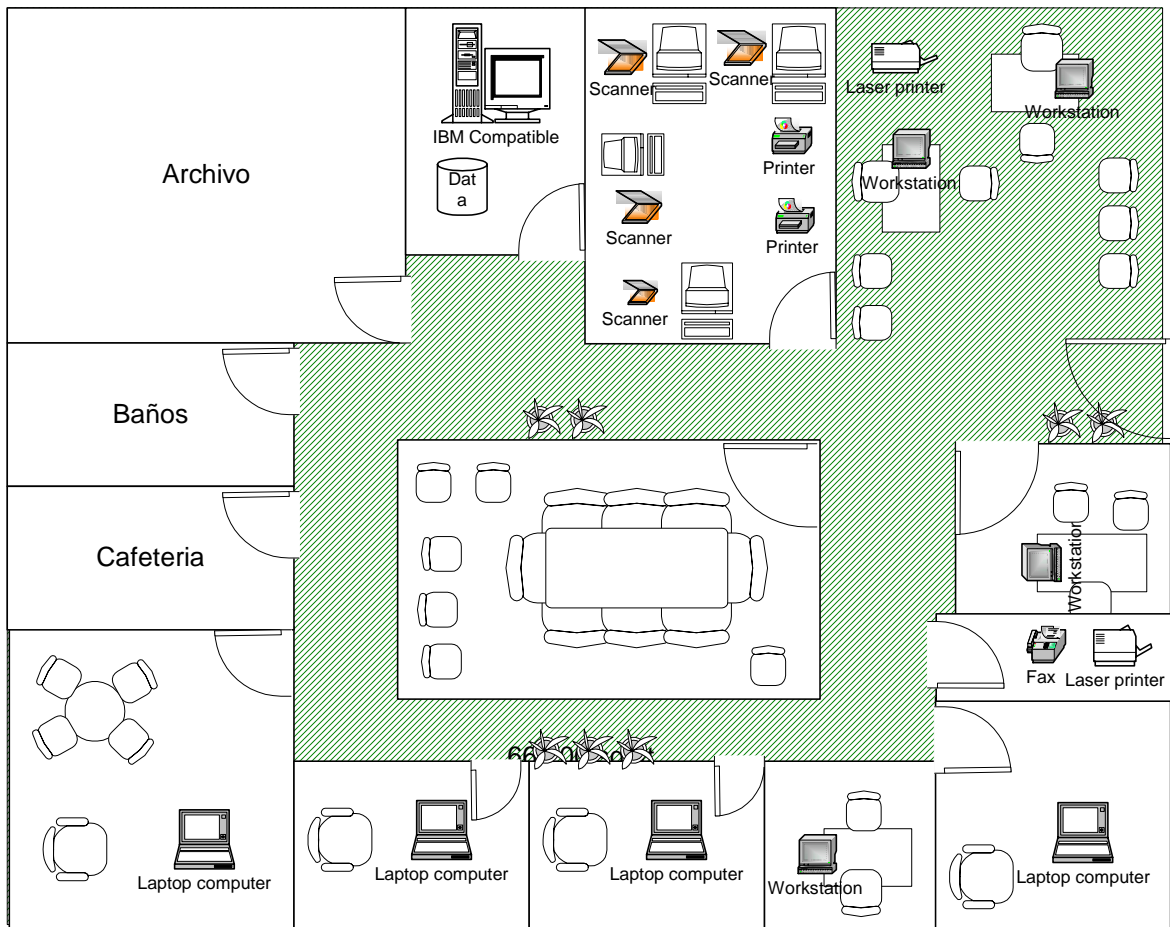 Scanner
Scanner
Laser printer
Workstation
IBM Compatible
Archivo
Printer
Dat
a
Workstation
Scanner
Printer
Scanner
Baños
Cafeteria
Workstation
Fax
Laser printer
Laptop computer
Laptop computer
Laptop computer
Workstation
Laptop computer